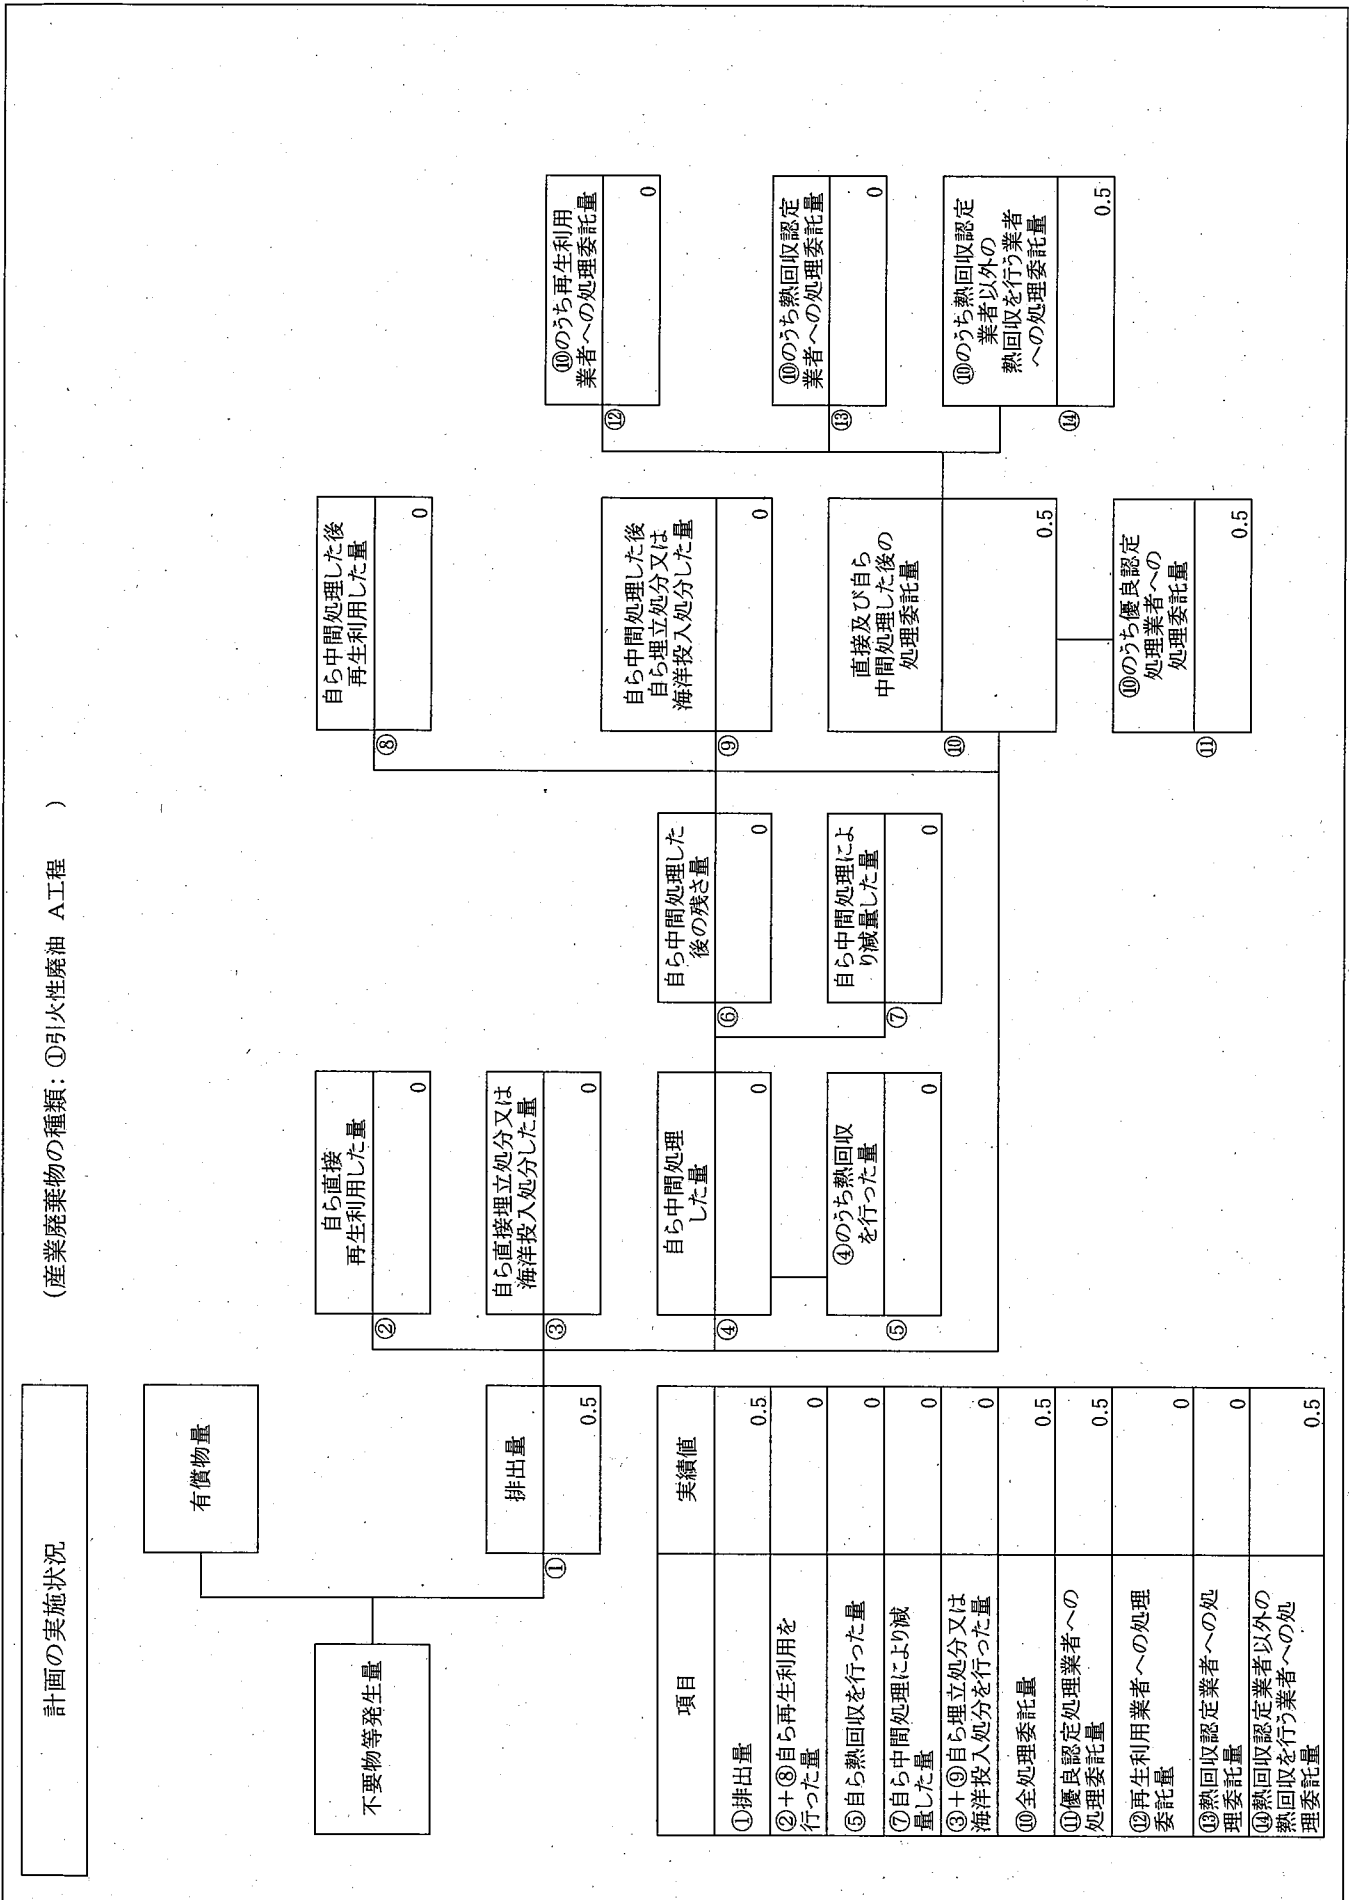 計画の実施状況
(産業廃棄物の種類: ①引火性廃油 A工程 )
不要物等発生量
有償物量
排出量
①
0.5
自ら直接
再生利用した量
②
0
自ら直接埋立処分又は
海洋投入処分した量
③
0
自ら中間処理
した量
④
0
④のうち熱回収
を行った量
⑤
0
自ら中間処理した
後の残さ量
⑥
0
自ら中間処理によ
り減量した量
⑦
0
自ら中間処理した後
再生利用した量
⑧
0
自ら中間処理した後
自ら埋立処分又は
海洋投入処分した量
⑨
0
直接及び自ら
中間処理した後の
処理委託量
⑩
0.5
⑩のうち優良認定
処理業者への
処理委託量
⑪
0.5
⑩のうち再生利用
業者への処理委託量
⑫
0
⑩のうち熱回収認定
業者への処理委託量
⑬
0
⑩のうち熱回収認定
業者以外の
熱回収を行う業者
への処理委託量
⑭
0.5
項目 実績値
①排出量 0.5
②+⑧自ら再生利用を
行った量 0
⑤自ら熱回収を行った量 0
⑦自ら中間処理により減
量した量 0
③+⑨自ら埋立処分又は
海洋投入処分を行った量 0
⑩全処理委託量 0.5
⑪優良認定処理業者への
処理委託量 0.5
⑫再生利用業者への処理
委託量 0
⑬熱回収認定業者への処
理委託量 0
⑭熱回収認定業者以外の
熱回収を行う業者への処
理委託量 0.5